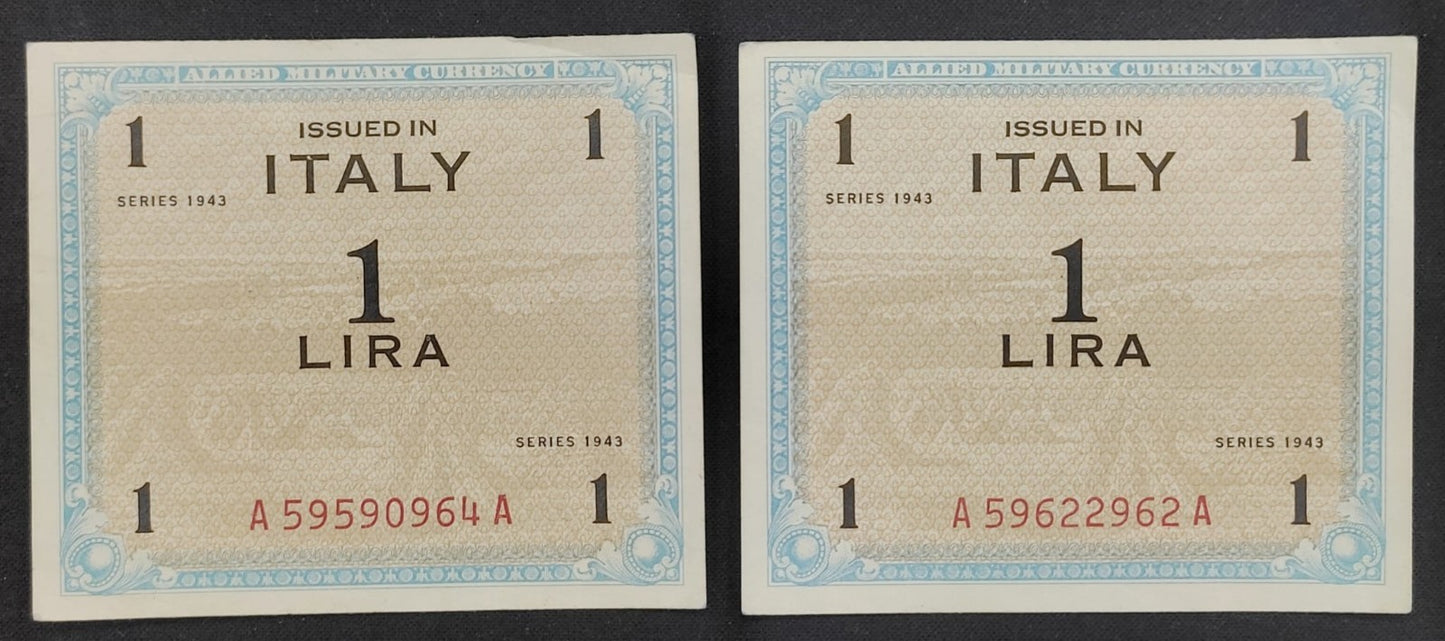 ALLIED MILITARY CURRENCY
1 ISSUED IN 1
ITALY
SERIES 1943
1
LIRA
SERIES 1943
1 A 59590964 A 1
ALLIED MILITARY CURRENCY
1 ISSUED IN 1
ITALY
SERIES 1943
1
LIRA
SERIES 1943
1 A 59622962 A 1